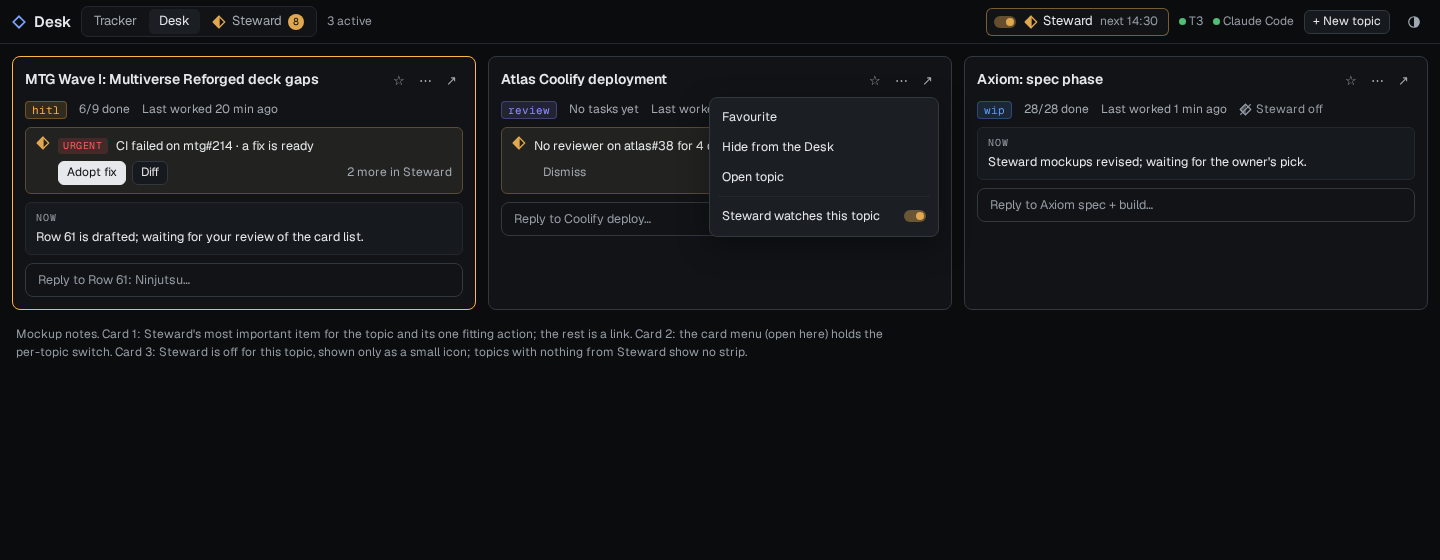 Desk Tracker Desk Steward 8 3 active Steward next 14:30 T3 Claude Code + New topic
MTG Wave I: Multiverse Reforged deck gaps
hitl 6/9 done Last worked 20 min ago
URGENT CI failed on mtg#214 · a fix is ready
Adopt fix Diff 2 more in Steward
NOW
Row 61 is drafted; waiting for your review of the card list.
Reply to Row 61: Ninjutsu…
Atlas Coolify deployment
review No tasks yet Last
No reviewer on atlas#38 for 4
Dismiss
Reply to Coolify deploy…
Favourite
Hide from the Desk
Open topic
Steward watches this topic
Axiom: spec phase
wip 28/28 done Last worked 1 min ago Steward off
NOW
Steward mockups revised; waiting for the owner's pick.
Reply to Axiom spec + build…
Mockup notes. Card 1: Steward's most important item for the topic and its one fitting action; the rest is a link. Card 2: the card menu (open here) holds the
per-topic switch. Card 3: Steward is off for this topic, shown only as a small icon; topics with nothing from Steward show no strip.